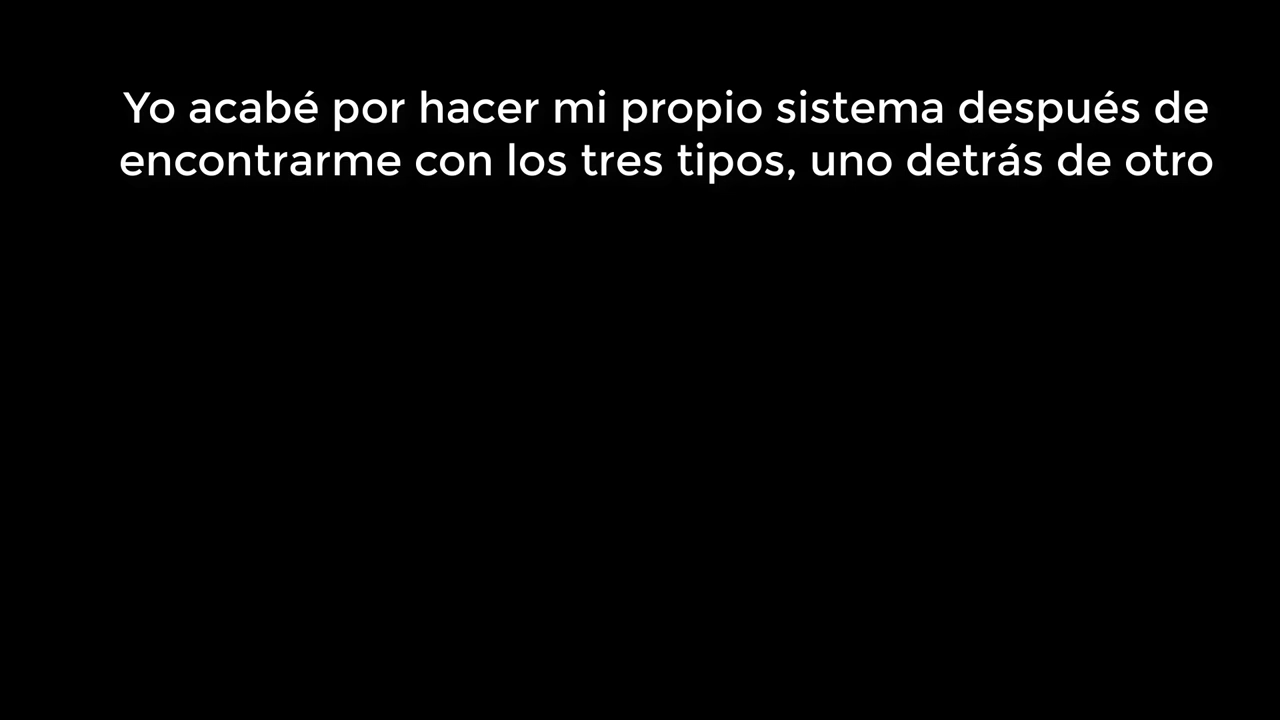 Yo acabé por hacer mi propio sistema después de
encontrarme con los tres tipos, uno detrás de otro